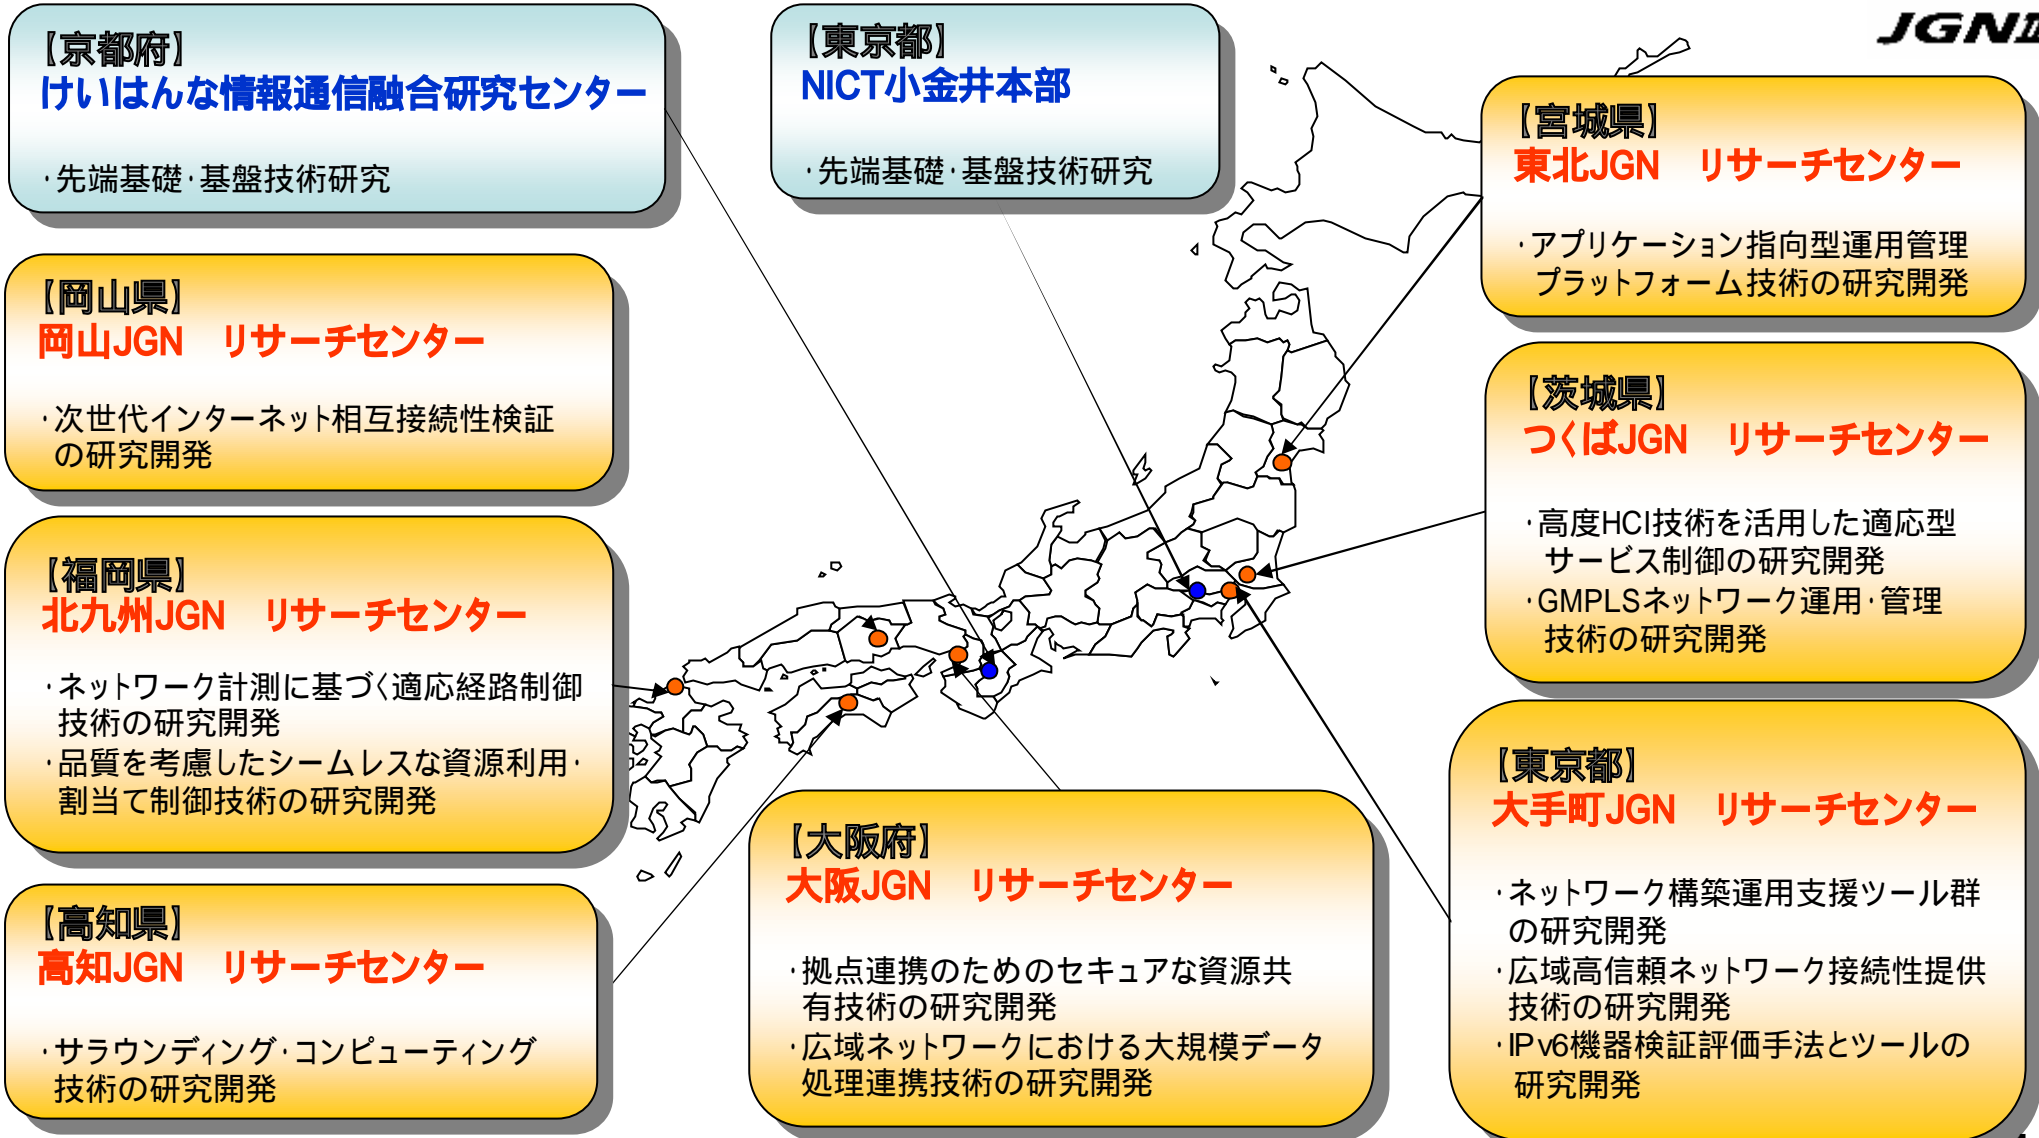 【京都府】
けいはんな情報通信融合研究センター
・先端基礎・基盤技術研究
【東京都】
NICT小金井本部
・先端基礎・基盤技術研究
JGNII
【宮城県】
東北JGN　リサーチセンター
・アプリケーション指向型運用管理
プラットフォーム技術の研究開発
【岡山県】
岡山JGN　リサーチセンター
・次世代インターネット相互接続性検証
の研究開発
【茨城県】
つくばJGN　リサーチセンター
・高度HCI技術を活用した適応型
サービス制御の研究開発
・GMPLSネットワーク運用・管理
技術の研究開発
【福岡県】
北九州JGN　リサーチセンター
・ネットワーク計測に基づく適応経路制御
技術の研究開発
・品質を考慮したシームレスな資源利用・
割当て制御技術の研究開発
【東京都】
大手町JGN　リサーチセンター
・ネットワーク構築運用支援ツール群
の研究開発
・広域高信頼ネットワーク接続性提供
技術の研究開発
・IPv6機器検証評価手法とツールの
研究開発
【大阪府】
大阪JGN　リサーチセンター
・拠点連携のためのセキュアな資源共
有技術の研究開発
・広域ネットワークにおける大規模データ
処理連携技術の研究開発
【高知県】
高知JGN　リサーチセンター
・サラウンディング・コンピューティング
技術の研究開発